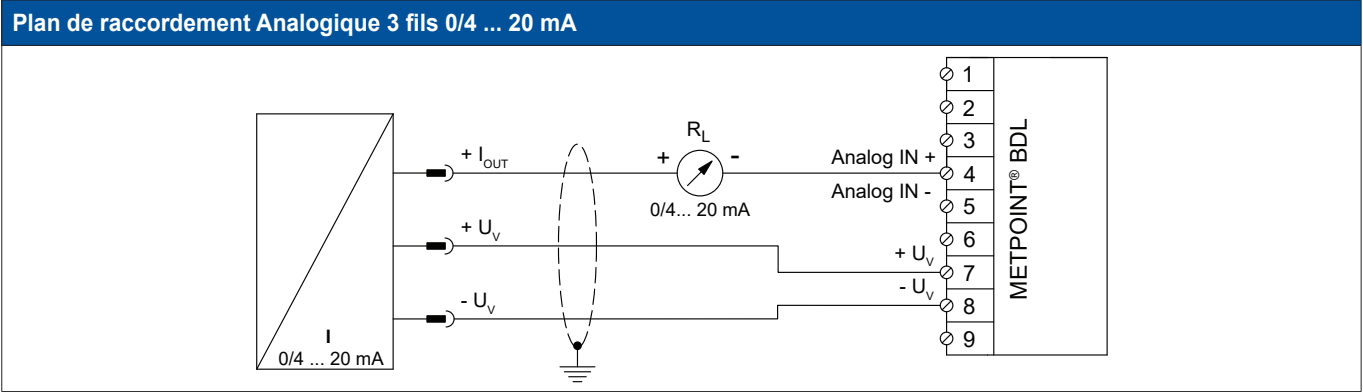 Plan de raccordement Analogique 3 fils 0/4 ... 20 mA
1
2
3
4
5
6
7
8
9
METPOINT® BDL
R_L
+ -
0/4... 20 mA
+ I_OUT
+ U_V
- U_V
Analog IN +
Analog IN -
+ U_V
- U_V
I
0/4 ... 20 mA